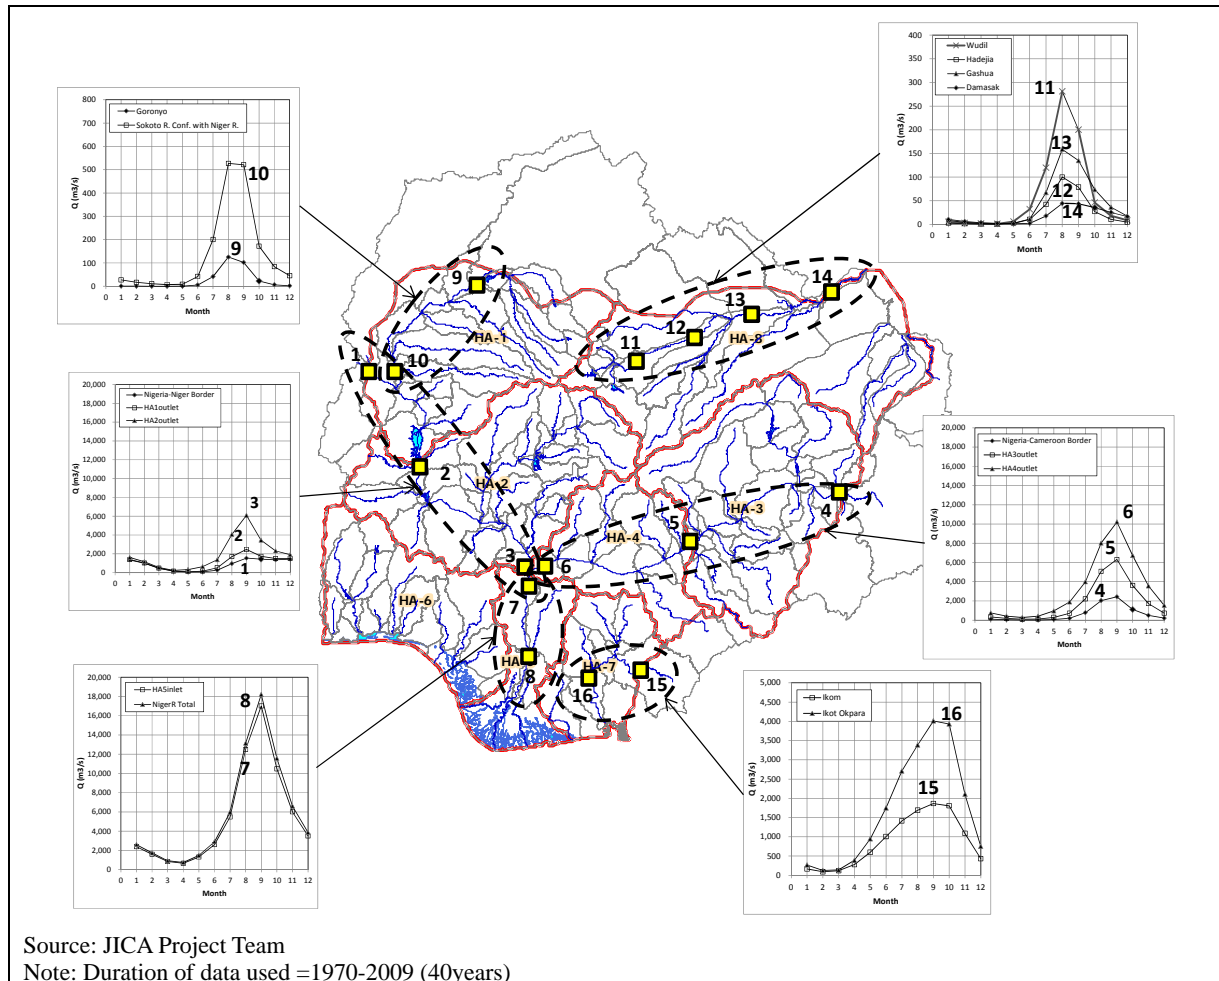 800
700
600
500
400
300
200
100
0
Q (m3/s)
Goronyo
Sokoto R. Conf. with Niger R.
10
9
0 1 2 3 4 5 6 7 8 9 10 11 12
Month
400
350
300
250
200
150
100
50
0
Q (m3/s)
Wudil
Hadejia
Gashua
Damasak
11
13
12
14
0 1 2 3 4 5 6 7 8 9 10 11 12
Month
20,000
18,000
16,000
14,000
12,000
10,000
8,000
6,000
4,000
2,000
0
Q (m3/s)
Nigeria-Niger Border
HA1outlet
HA2outlet
3
2
1
0 1 2 3 4 5 6 7 8 9 10 11 12
Month
9
HA-1
1
10
14
13
12
HA-8
11
2
HA-2
HA-3
4
5
HA-4
3
6
7
HA-6
HA
8
HA-7
16
15
20,000
18,000
16,000
14,000
12,000
10,000
8,000
6,000
4,000
2,000
0
Q (m3/s)
Nigeria-Cameroon Border
HA3outlet
HA4outlet
6
5
4
0 1 2 3 4 5 6 7 8 9 10 11 12
Month
20,000
18,000
16,000
14,000
12,000
10,000
8,000
6,000
4,000
2,000
0
Q (m3/s)
HA5inlet
NigerR Total
8
7
0 1 2 3 4 5 6 7 8 9 10 11 12
Month
5,000
4,500
4,000
3,500
3,000
2,500
2,000
1,500
1,000
500
0
Q (m3/s)
Ikom
Ikot Okpara
16
15
0 1 2 3 4 5 6 7 8 9 10 11 12
Month
Source: JICA Project Team
Note: Duration of data used =1970-2009 (40years)